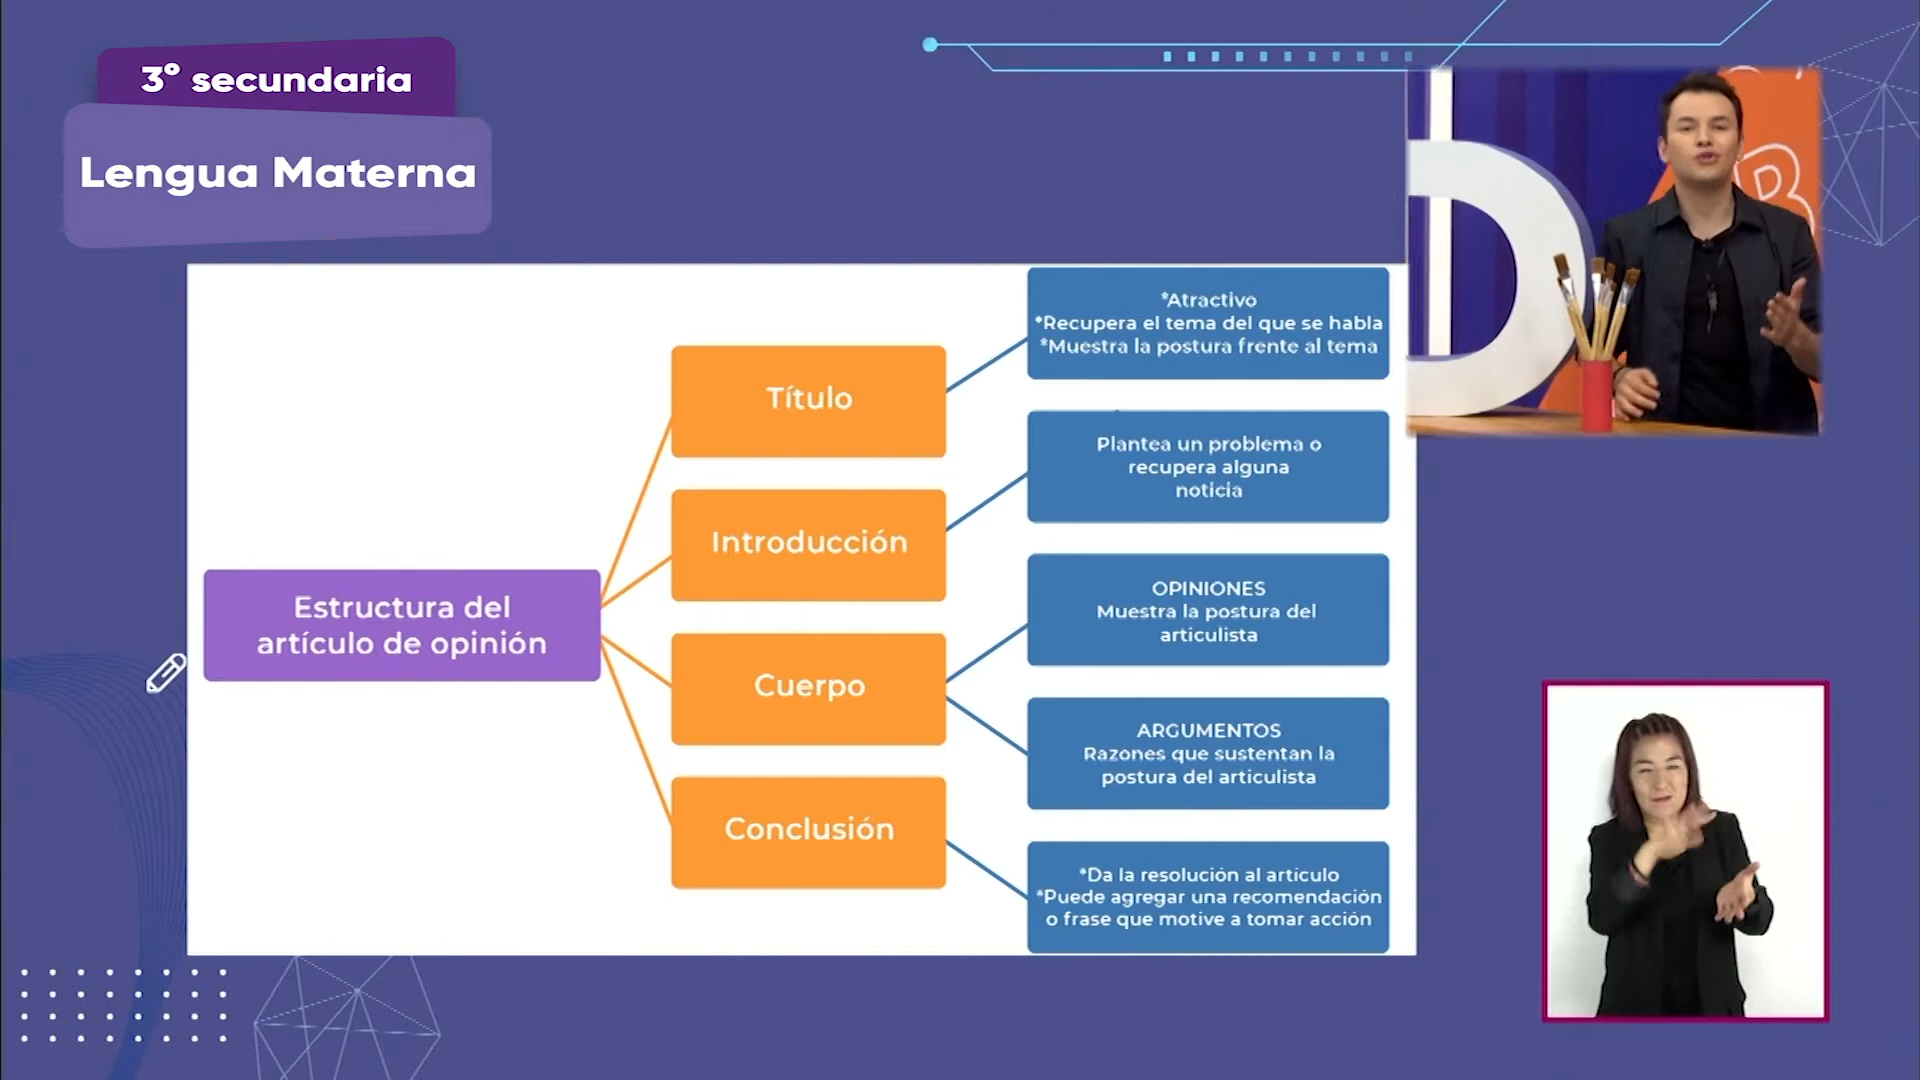 3° secundaria
Lengua Materna
Estructura del
artículo de opinión
Título
*Atractivo
*Recupera el tema del que se habla
*Muestra la postura frente al tema
Introducción
Plantea un problema o
recupera alguna
noticia
Cuerpo
OPINIONES
Muestra la postura del
articulista
ARGUMENTOS
Razones que sustentan la
postura del articulista
Conclusión
*Da la resolución al artículo
*Puede agregar una recomendación
o frase que motive a tomar acción
B